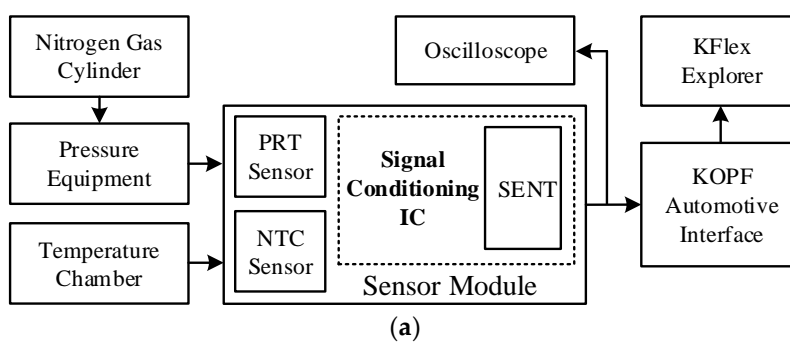 Nitrogen Gas
Cylinder
Pressure
Equipment
Temperature
Chamber
PRT
Sensor
NTC
Sensor
Signal
Conditioning
IC
SENT
Sensor Module
Oscilloscope
KFlex
Explorer
KOPF
Automotive
Interface
(a)